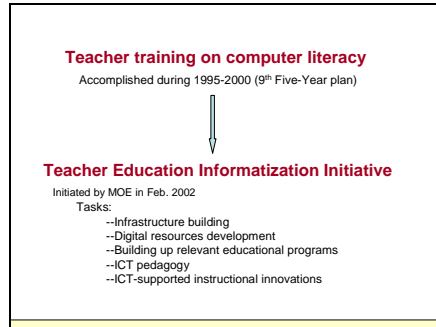 Teacher training on computer literacy
Accomplished during 1995-2000 (9th Five-Year plan)
Teacher Education Informatization Initiative
Initiated by MOE in Feb. 2002
Tasks:
--Infrastructure building
--Digital resources development
--Building up relevant educational programs
--ICT pedagogy
--ICT-supported instructional innovations